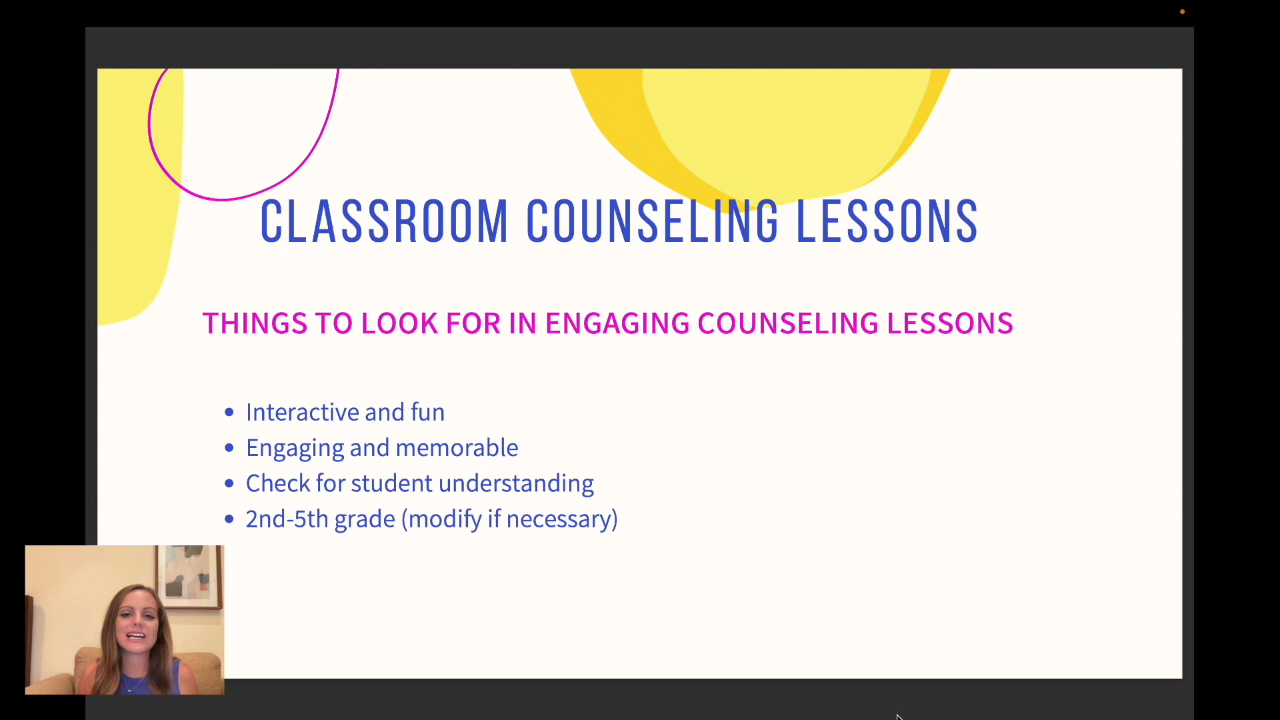 CLASSROOM COUNSELING LESSONS
THINGS TO LOOK FOR IN ENGAGING COUNSELING LESSONS
• Interactive and fun
• Engaging and memorable
• Check for student understanding
• 2nd-5th grade (modify if necessary)